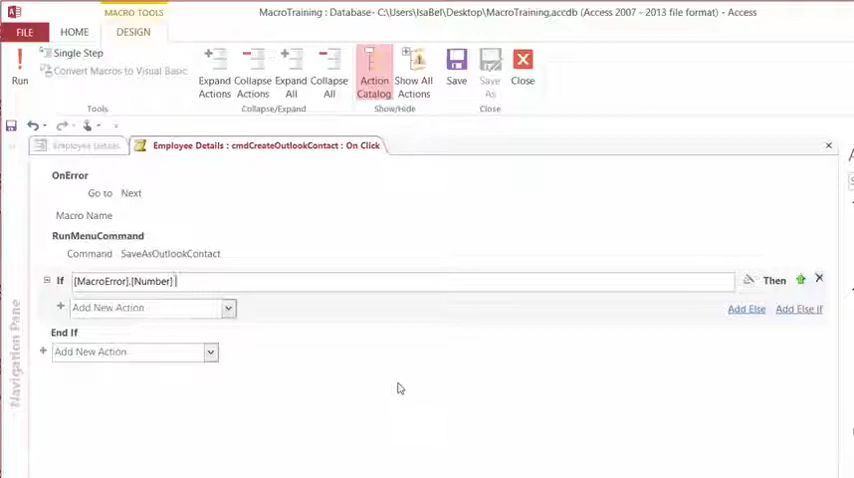 MACRO TOOLS
MacroTraining : Database- C:\Users\IsaBel\Desktop\MacroTraining.accdb (Access 2007 - 2013 file format) - Access
FILE HOME DESIGN
Run
Single Step
Convert Macros to Visual Basic
Tools
Expand Actions
Collapse Actions
Expand All
Collapse All
Collapse/Expand
Action Catalog
Show All Actions
Show/Hide
Save
Save As
Close
Close
Employee Details
Employee Details : cmdCreateOutlookContact : On Click
Navigation Pane
OnError
Go to Next
Macro Name
RunMenuCommand
Command SaveAsOutlookContact
If [MacroError].[Number] Then
Add New Action
Add Else Add Else If
End If
Add New Action